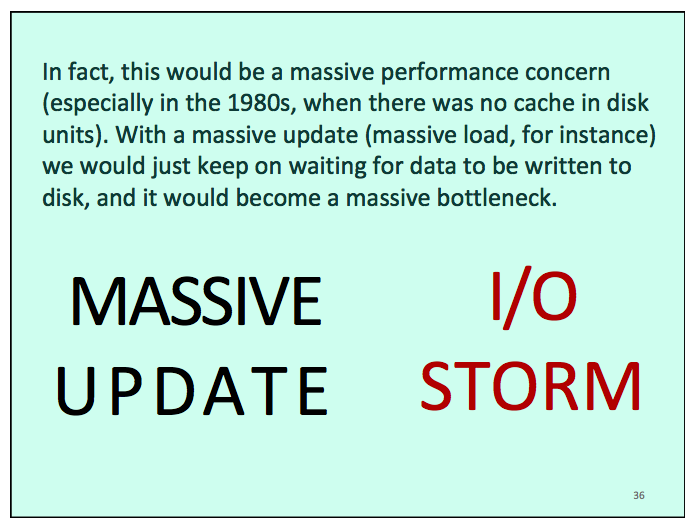 In fact, this would be a massive performance concern
(especially in the 1980s, when there was no cache in disk
units). With a massive update (massive load, for instance)
we would just keep on waiting for data to be written to
disk, and it would become a massive bottleneck.
MASSIVE
UPDATE
I/O
STORM
36